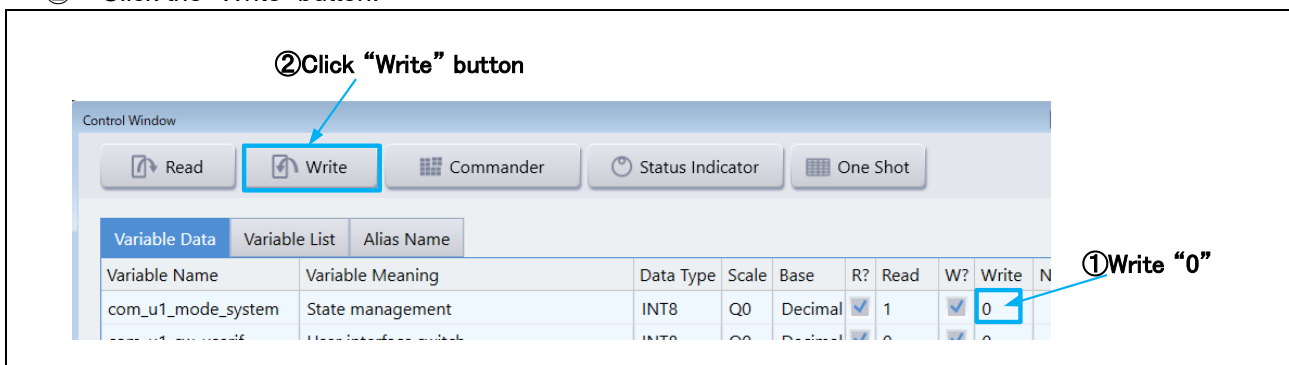 ②Click “Write” button
Control Window
Read Write Commander Status Indicator One Shot
Variable Data Variable List Alias Name
①Write “0”
Variable Name Variable Meaning Data Type Scale Base R? Read W? Write N
com_u1_mode_system State management INT8 Q0 Decimal 1 0